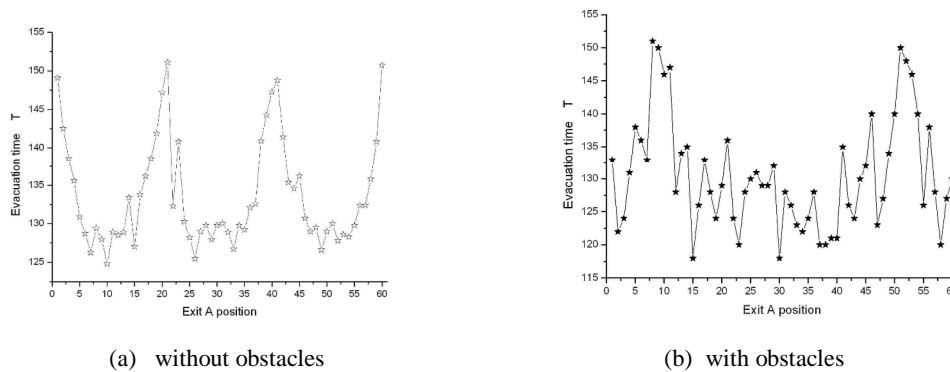 155
150
145
140
135
130
125
Evacuation time T
0 5 10 15 20 25 30 35 40 45 50 55 60
Exit A position
(a) without obstacles
155
150
145
140
135
130
125
120
115
Evacuation time T
0 5 10 15 20 25 30 35 40 45 50 55
Exit A position
(b) with obstacles